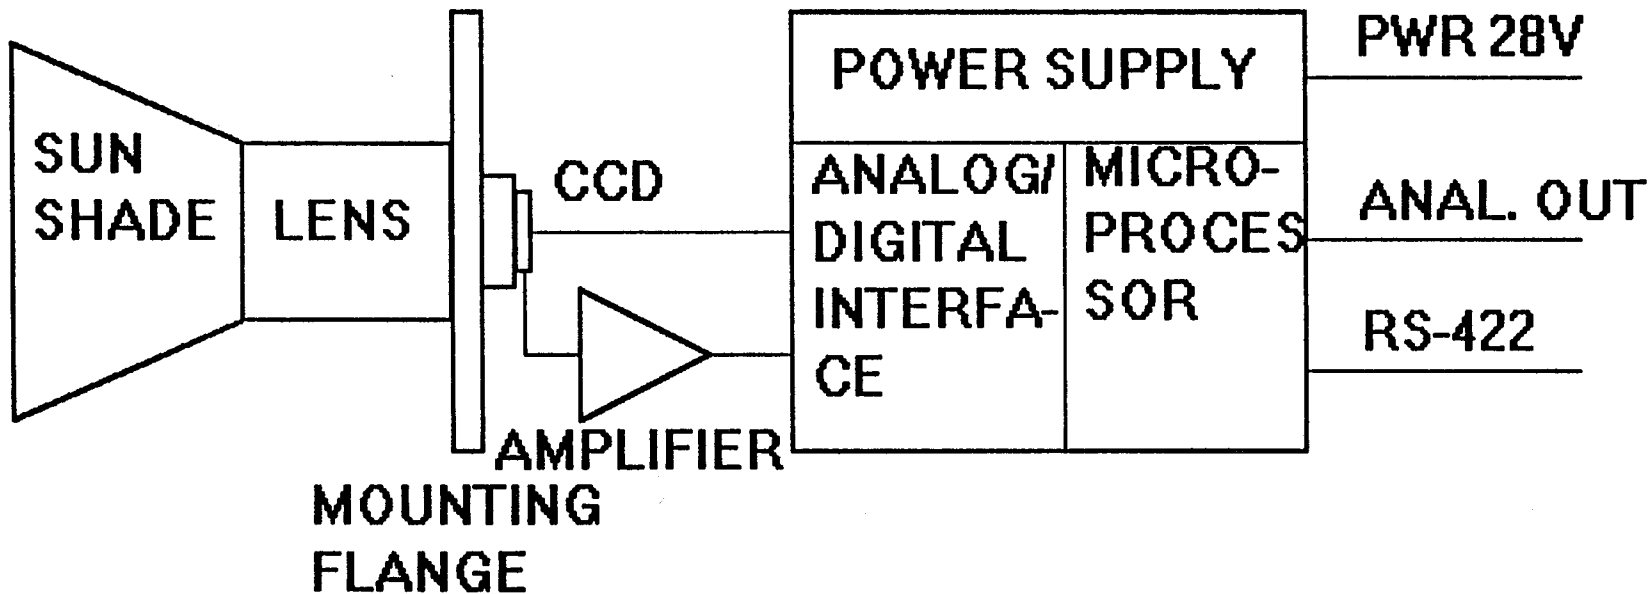 SUN
SHADE
LENS
CCD
AMPLIFIER
MOUNTING
FLANGE
POWER SUPPLY
ANALOG/
DIGITAL
INTERFA-
CE
MICRO-
PROCES
SOR
PWR 28V
ANAL. OUT
RS-422